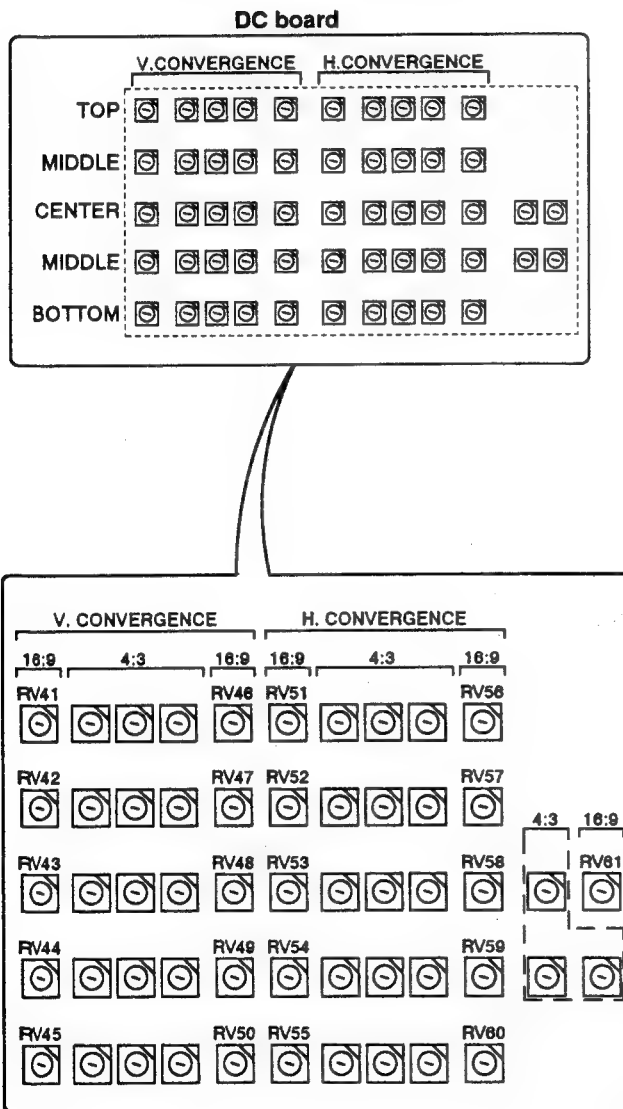 DC board
V.CONVERGENCE H.CONVERGENCE
TOP
MIDDLE
CENTER
MIDDLE
BOTTOM
V. CONVERGENCE H. CONVERGENCE
16:9 4:3 16:9 16:9 4:3 16:9
RV41 RV46 RV51 RV56
RV42 RV47 RV52 RV57
4:3 16:9
RV43 RV48 RV53 RV58 RV61
RV44 RV49 RV54 RV59
RV45 RV50 RV55 RV60